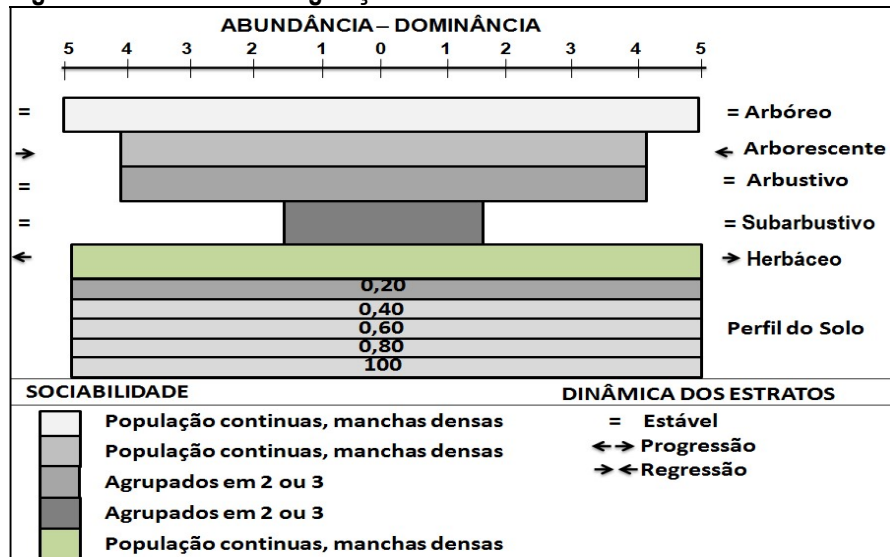 ABUNDÂNCIA – DOMINÂNCIA
5 4 3 2 1 0 1 2 3 4 5
= = Arbóreo
→ ← Arborescente
= = Arbustivo
= = Subarbustivo
← → Herbáceo
0,20
0,40
0,60
Perfil do Solo
0,80
100
SOCIABILIDADE
DINÂMICA DOS ESTRATOS
População continuas, manchas densas
= Estável
População continuas, manchas densas
←→ Progressão
Agrupados em 2 ou 3
→←Regressão
Agrupados em 2 ou 3
População continuas, manchas densas